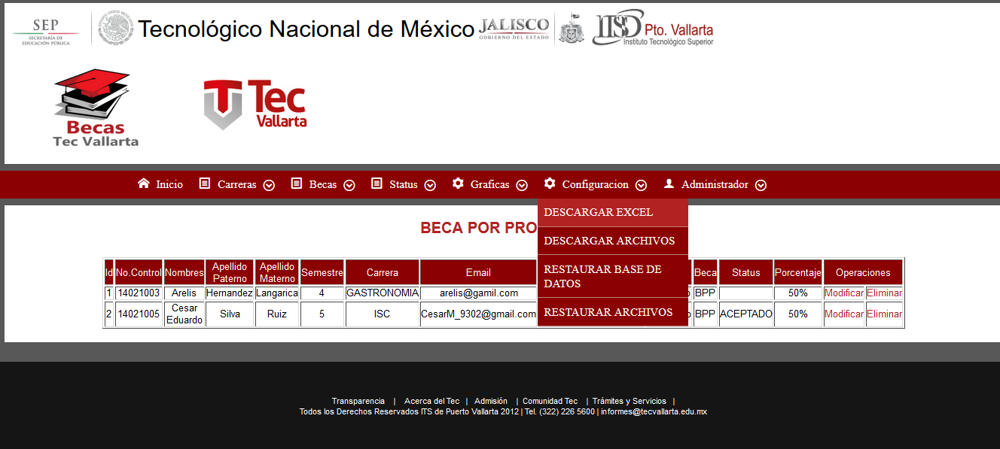 SEP
SECRETARÍA DE
EDUCACIÓN PÚBLICA
ESTADOS UNIDOS MEXICANOS
Tecnológico Nacional de México
JALISCO
GOBIERNO DEL ESTADO
ITS Pto. Vallarta
Instituto Tecnológico Superior
Becas
Tec Vallarta
Tec
Vallarta
Inicio Carreras Becas Status Graficas Configuracion Administrador
DESCARGAR EXCEL
DESCARGAR ARCHIVOS
RESTAURAR BASE DE
DATOS
RESTAURAR ARCHIVOS
BECA POR PRO
Id No.Control Nombres Apellido Paterno Apellido Materno Semestre Carrera Email Beca Status Porcentaje Operaciones
1 14021003 Arelis Hernandez Langarica 4 GASTRONOMIA arelis@gamil.com BPP 50% Modificar Eliminar
2 14021005 Cesar Eduardo Silva Ruiz 5 ISC CesarM_9302@gmail.com BPP ACEPTADO 50% Modificar Eliminar
Transparencia | Acerca del Tec | Admisión | Comunidad Tec | Trámites y Servicios |
Todos los Derechos Reservados ITS de Puerto Vallarta 2012 | Tel. (322) 226 5600 | informes@tecvallarta.edu.mx